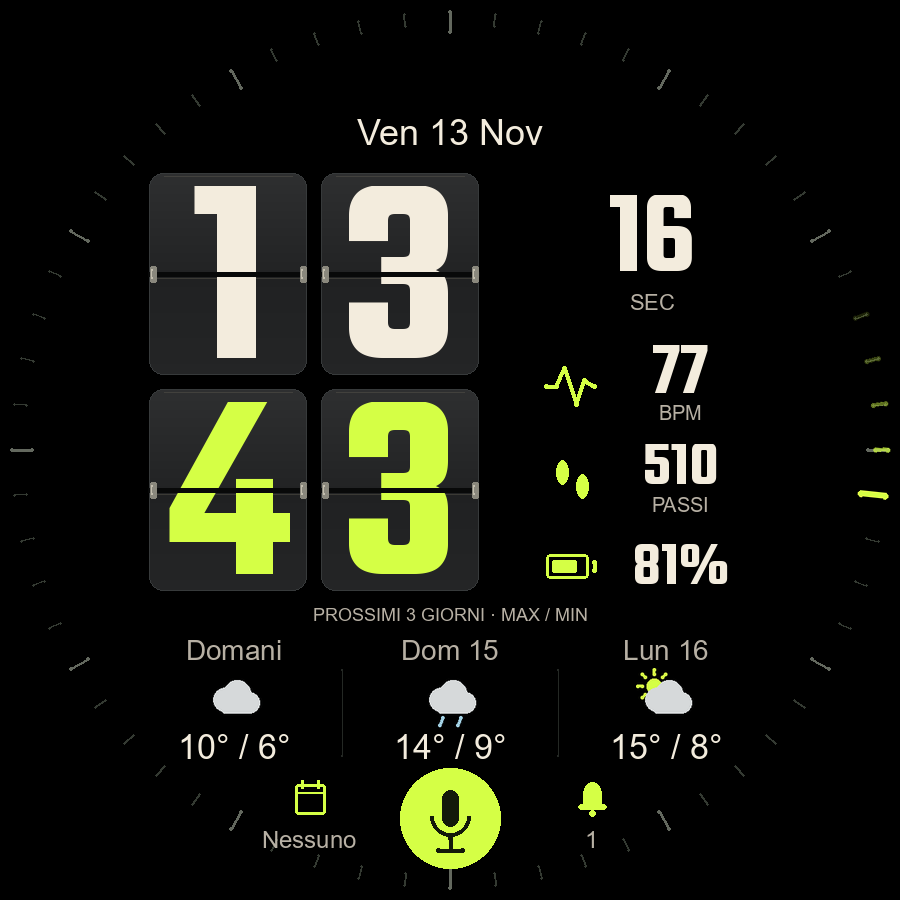 Ven 13 Nov
13
43
16
SEC
77
BPM
510
PASSI
81%
PROSSIMI 3 GIORNI · MAX / MIN
Domani
10° / 6°
Dom 15
14° / 9°
Lun 16
15° / 8°
Nessuno
1